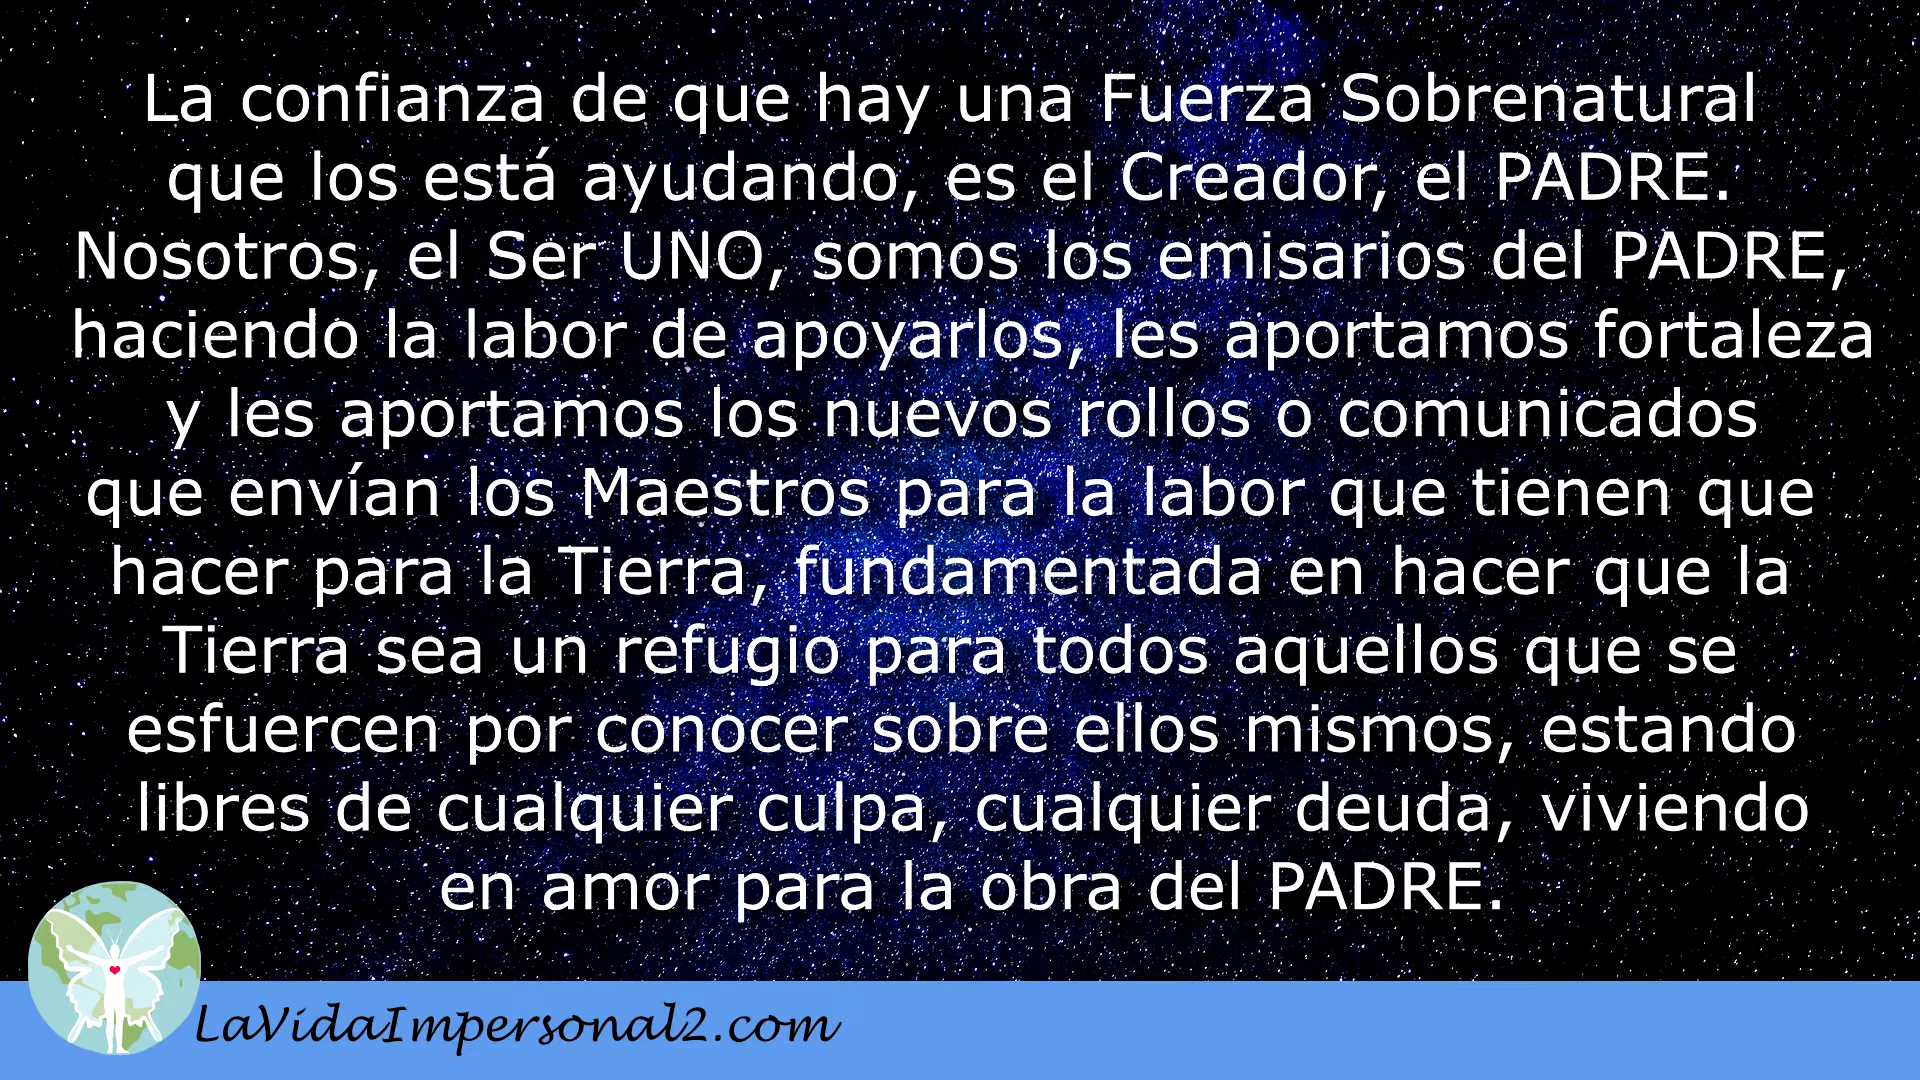 La confianza de que hay una Fuerza Sobrenatural
que los está ayudando, es el Creador, el PADRE.
Nosotros, el Ser UNO, somos los emisarios del PADRE,
haciendo la labor de apoyarlos, les aportamos fortaleza
y les aportamos los nuevos rollos o comunicados
que envían los Maestros para la labor que tienen que
hacer para la Tierra, fundamentada en hacer que la
Tierra sea un refugio para todos aquellos que se
esfuercen por conocer sobre ellos mismos, estando
libres de cualquier culpa, cualquier deuda, viviendo
en amor para la obra del PADRE.
LaVidaImpersonal2.com